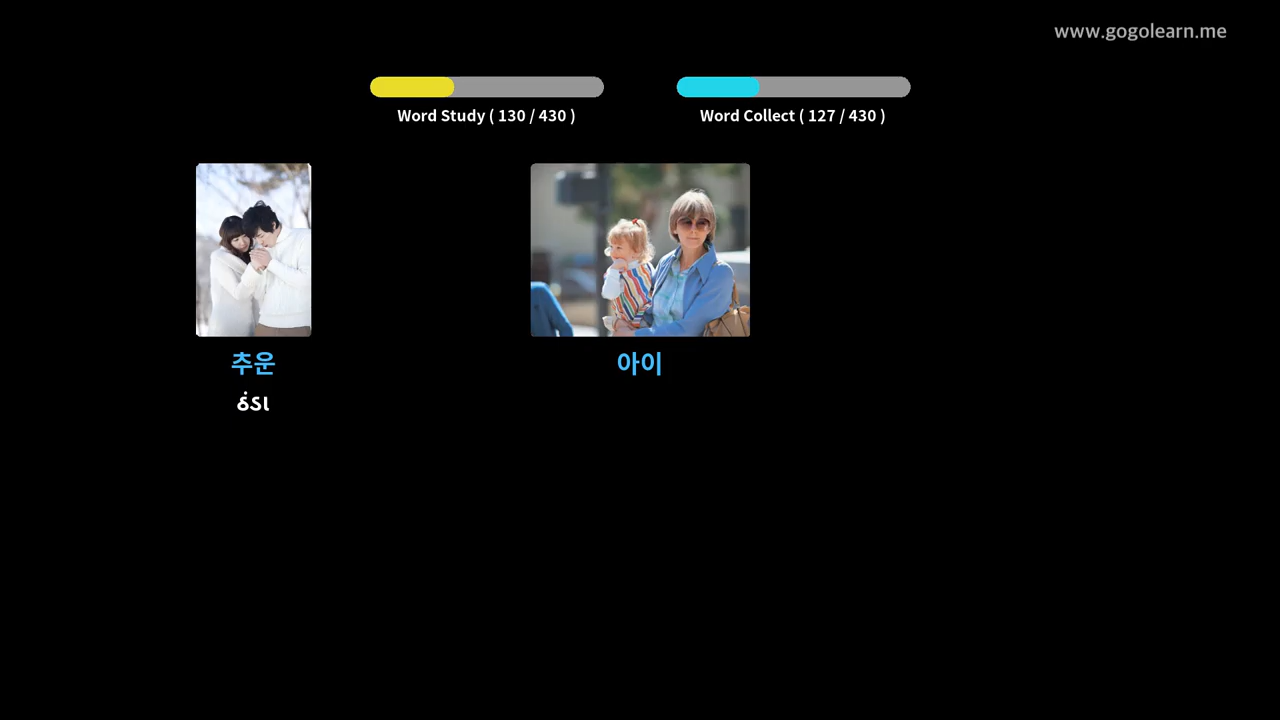 www.gogolearn.me
Word Study ( 130 / 430 )
Word Collect ( 127 / 430 )
추운
아이
ઠંડા